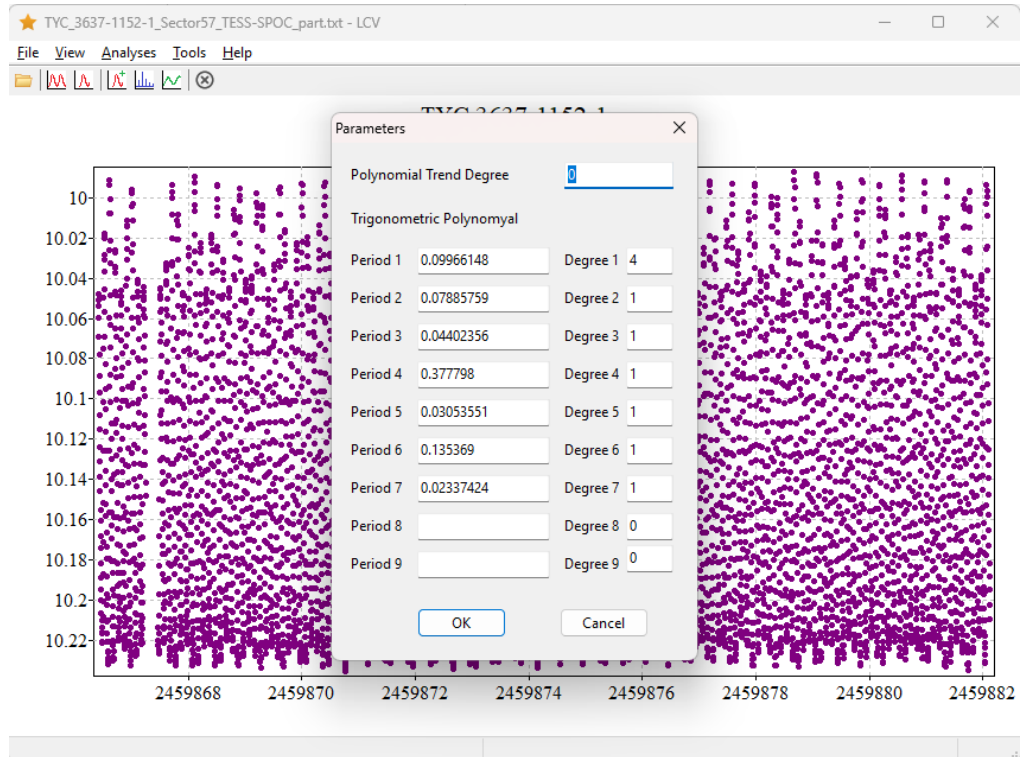 TYC_3637-1152-1_Sector57_TESS-SPOC_part.txt - LCV
File View Analyses Tools Help
TYC 3637-1152-1
Parameters
Polynomial Trend Degree 0
Trigonometric Polynomyal
Period 1 0.09966148 Degree 1 4
Period 2 0.07885759 Degree 2 1
Period 3 0.04402356 Degree 3 1
Period 4 0.377798 Degree 4 1
Period 5 0.03053551 Degree 5 1
Period 6 0.135369 Degree 6 1
Period 7 0.02337424 Degree 7 1
Period 8 Degree 8 0
Period 9 Degree 9 0
OK Cancel
10
10.02
10.04
10.06
10.08
10.1
10.12
10.14
10.16
10.18
10.2
10.22
2459868 2459870 2459872 2459874 2459876 2459878 2459880 2459882